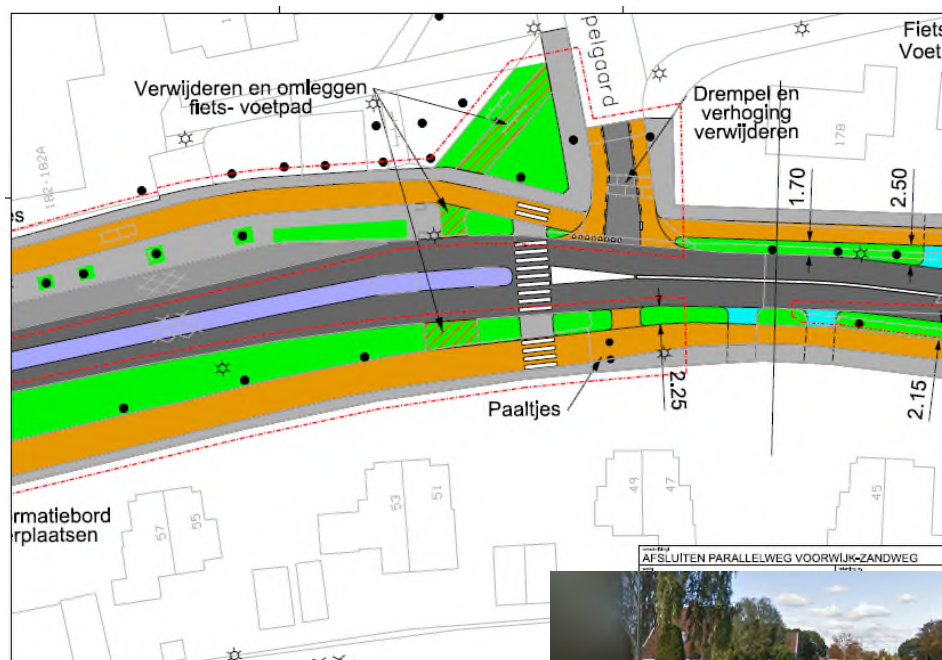 Verwijderen en omleggen
fiets- voetpad
pelgaard
Drempel en
verhoging
verwijderen
Fiets
Voet
178
182-182A
es
1.70
2.50
2.25
2.15
Paaltjes
rmatiebord
erplaatsen
57
55
53
51
49
47
45
AFSLUITEN PARALLELWEG VOORWIJK-ZANDWEG